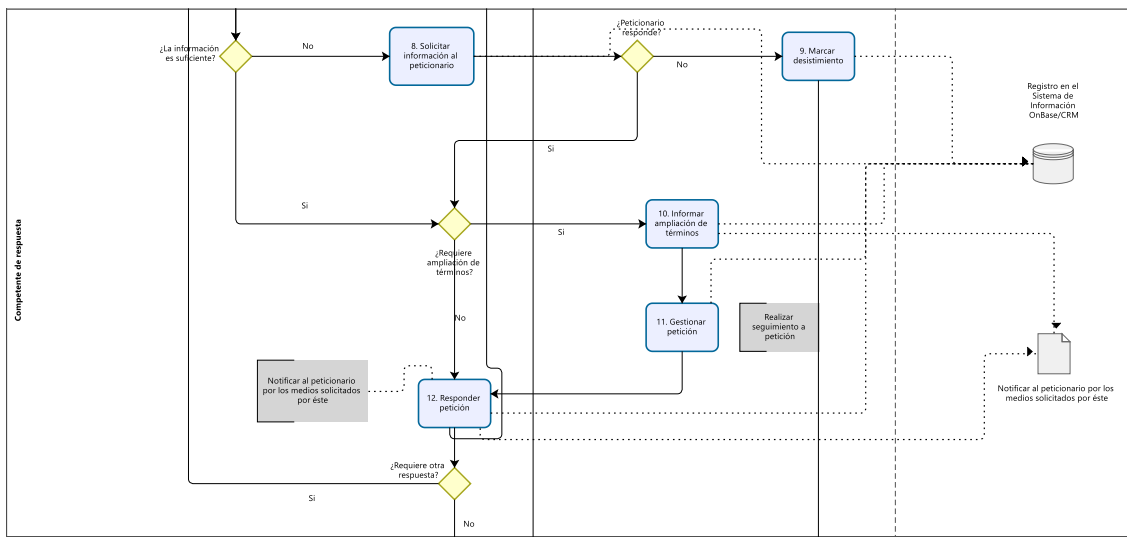 ¿La información
es suficiente?
No
8. Solicitar
información al
peticionario
¿Peticionario
responde?
No
9. Marcar
desistimiento
Registro en el
Sistema de
Información
OnBase/CRM
Si
Si
¿Requiere
ampliación de
términos?
Si
10. Informar
ampliación de
términos
Competente de respuesta
No
11. Gestionar
petición
Realizar
seguimiento a
petición
Notificar al peticionario
por los medios solicitados
por éste
12. Responder
petición
Notificar al peticionario por los
medios solicitados por éste
¿Requiere otra
respuesta?
Si
No